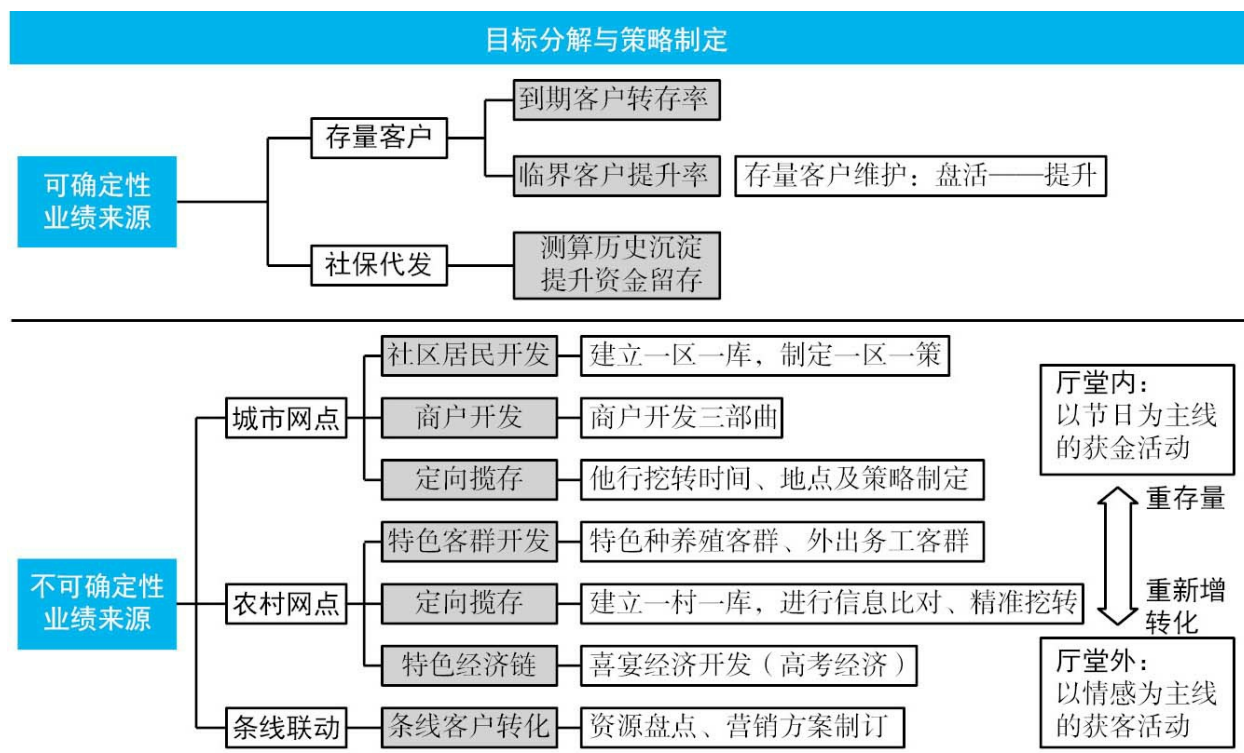 目标分解与策略制定
可确定性
业绩来源
存量客户
到期客户转存率
临界客户提升率
存量客户维护：盘活——提升
社保代发
测算历史沉淀
提升资金留存
不可确定性
业绩来源
城市网点
社区居民开发
建立一区一库，制定一区一策
商户开发
商户开发三部曲
定向揽存
他行挖转时间、地点及策略制定
农村网点
特色客群开发
特色种养殖客群、外出务工客群
定向揽存
建立一村一库，进行信息比对、精准挖转
特色经济链
喜宴经济开发（高考经济）
条线联动
条线客户转化
资源盘点、营销方案制订
厅堂内：
以节日为主线
的获金活动
重存量
重新增
转化
厅堂外：
以情感为主线
的获客活动